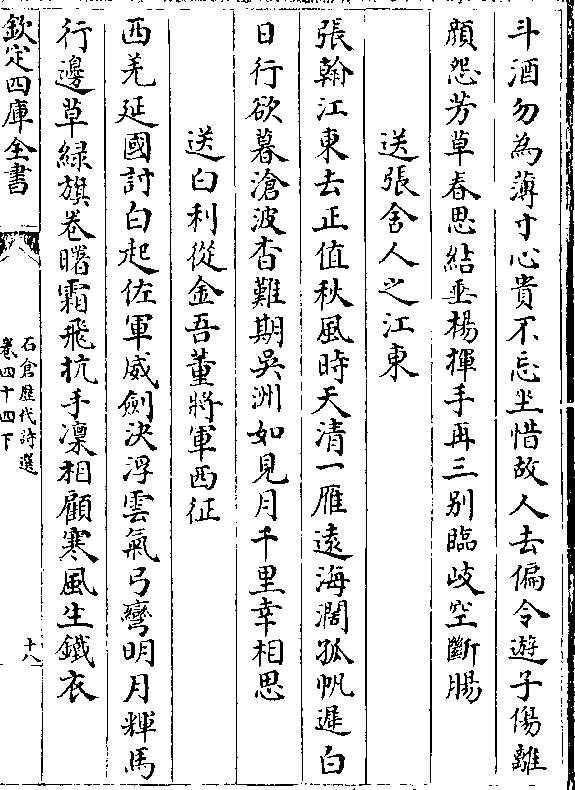 斗酒勿為薄寸心貴不忘坐惜故人去偏令遊子傷離
顔怨芳草春思結垂楊揮手再三别臨岐空斷腸
送張舍人之江東
張翰江東去正值秋風時天清一雁遠海濶孤帆遲白
日行欲暮滄波杳難期吳洲如見月千里幸相思
送白利從金吾董將軍西征
西羌延國討白起佐軍威劍決浮雲氣弓彎明月輝馬
行邊草緑旗卷曙霜飛抗手凛相顧寒風生鐵衣
欽定四庫全書
石倉歴代詩選
卷四十四下
十八